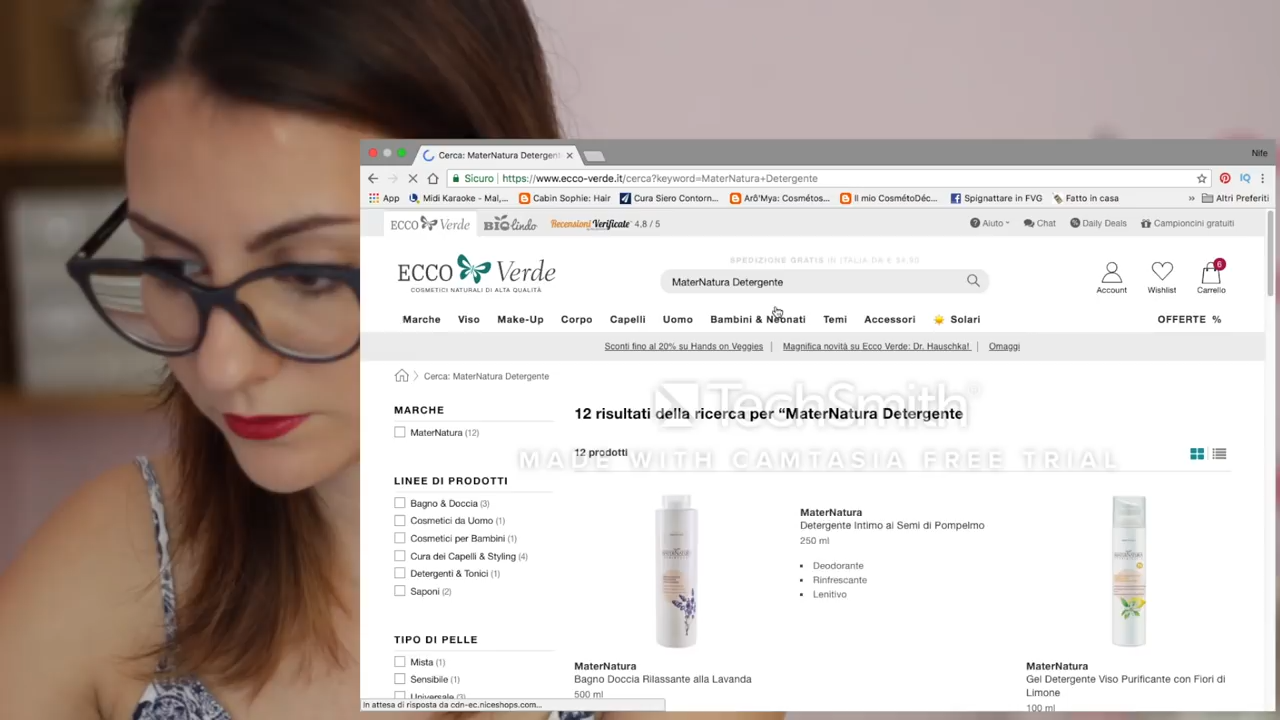 Cerca: MaterNatura Detergent
Nife
Sicuro | https://www.ecco-verde.it/cerca?keyword=MaterNatura+Detergente
App
Midi Karaoke - Mal,...
Cabin Sophie: Hair
Cura Siero Contorn...
Arô'Mya: Cosmétos...
Il mio CosmétoDéc...
Spignattare in FVG
Fatto in casa
» Altri Preferiti
ECCO Verde
BIOlindo
Recensioni Verificate 4,8 / 5
Aiuto
Chat
Daily Deals
Campioncini gratuiti
SPEDIZIONE GRATIS IN ITALIA DA € 34,90
ECCO Verde
COSMETICI NATURALI DI ALTA QUALITÀ
MaterNatura Detergente
6
Account
Wishlist
Carrello
Marche Viso Make-Up Corpo Capelli Uomo Bambini & Neonati Temi Accessori Solari OFFERTE %
Sconti fino al 20% su Hands on Veggies | Magnifica novità su Ecco Verde: Dr. Hauschka! | Omaggi
Cerca: MaterNatura Detergente
TechSmith
MADE WITH CAMTASIA FREE TRIAL
MARCHE
MaterNatura (12)
LINEE DI PRODOTTI
Bagno & Doccia (3)
Cosmetici da Uomo (1)
Cosmetici per Bambini (1)
Cura dei Capelli & Styling (4)
Detergenti & Tonici (1)
Saponi (2)
TIPO DI PELLE
Mista (1)
Sensibile (1)
Universale (3)
12 risultati della ricerca per “MaterNatura Detergente
12 prodotti
MaterNatura
Bagno Doccia Rilassante alla Lavanda
500 ml
MaterNatura
Detergente Intimo ai Semi di Pompelmo
250 ml
• Deodorante
• Rinfrescante
• Lenitivo
MaterNatura
Gel Detergente Viso Purificante con Fiori di
Limone
100 ml
In attesa di risposta da cdn-ec.niceshops.com...